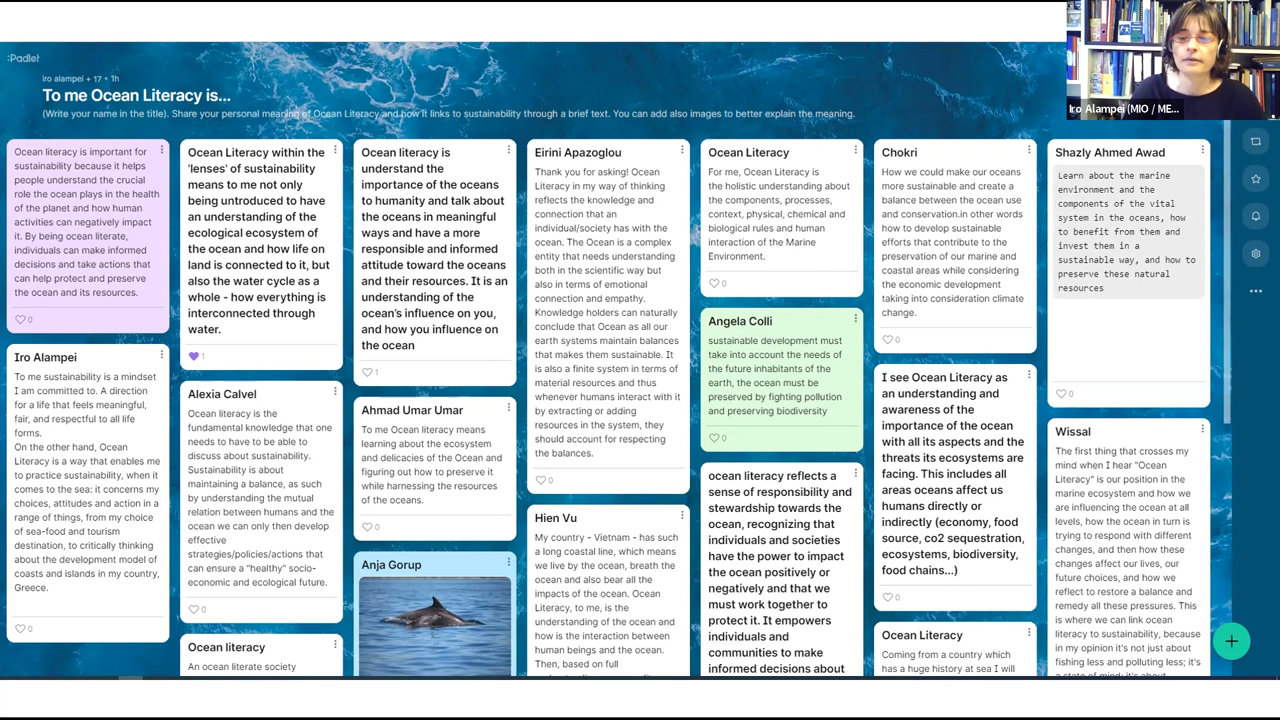 :Padlet
iro alampei + 17 • 1h
To me Ocean Literacy is...
(Write your name in the title). Share your personal meaning of Ocean Literacy and how it links to sustainability through a brief text. You can add also images to better explain the meaning.
Iro Alampei (MIO / ME...
Ocean literacy is important for
sustainability because it helps
people understand the crucial
role the ocean plays in the health
of the planet and how human
activities can negatively impact
it. By being ocean literate,
individuals can make informed
decisions and take actions that
can help protect and preserve
the ocean and its resources.
0
Iro Alampei
To me sustainability is a mindset
I am committed to. A direction
for a life that feels meaningful,
fair, and respectful to all life
forms.
On the other hand, Ocean
Literacy is a way that enables me
to practice sustainability, when it
comes to the sea: it concerns my
choices, attitudes and action in a
range of things, from my choice
of sea-food and tourism
destination, to critically thinking
about the development model of
coasts and islands in my country,
Greece.
0
Ocean Literacy within the
'lenses' of sustainability
means to me not only
being untroduced to have
an understanding of the
ecological ecosystem of
the ocean and how life on
land is connected to it, but
also the water cycle as a
whole - how everything is
interconnected through
water.
1
Alexia Calvel
Ocean literacy is the
fundamental knowledge that one
needs to have to be able to
discuss about sustainability.
Sustainability is about
maintaining a balance, as such
by understanding the mutual
relation between humans and the
ocean we can only then develop
effective
strategies/policies/actions that
can ensure a "healthy" socio-
economic and ecological future.
0
Ocean literacy
An ocean literate society
Ocean literacy is
understand the
importance of the oceans
to humanity and talk about
the oceans in meaningful
ways and have a more
responsible and informed
attitude toward the oceans
and their resources. It is an
understanding of the
ocean's influence on you,
and how you influence on
the ocean
1
Ahmad Umar Umar
To me Ocean literacy means
learning about the ecosystem
and delicacies of the Ocean and
figuring out how to preserve it
while harnessing the resources
of the oceans.
0
Anja Gorup
Eirini Apazoglou
Thank you for asking! Ocean
Literacy in my way of thinking
reflects the knowledge and
connection that an
individual/society has with the
ocean. The Ocean is a complex
entity that needs understanding
both in the scientific way but
also in terms of emotional
connection and empathy.
Knowledge holders can naturally
conclude that Ocean as all our
earth systems maintain balances
that makes them sustainable. It
is also a finite system in terms of
material resources and thus
whenever humans interact with it
by extracting or adding
resources in the system, they
should account for respecting
the balances.
0
Hien Vu
My country - Vietnam - has such
a long coastal line, which means
we live by the ocean, breath the
ocean and also bear all the
impacts of the ocean. Ocean
Literacy, to me, is the
understanding of the ocean and
how is the interaction between
human beings and the ocean.
Then, based on full
Ocean Literacy
For me, Ocean Literacy is
the holistic understanding about
the components, processes,
context, physical, chemical and
biological rules and human
interaction of the Marine
Environment.
0
Angela Colli
sustainable development must
take into account the needs of
the future inhabitants of the
earth, the ocean must be
preserved by fighting pollution
and preserving biodiversity
0
ocean literacy reflects a
sense of responsibility and
stewardship towards the
ocean, recognizing that
individuals and societies
have the power to impact
the ocean positively or
negatively and that we
must work together to
protect it. It empowers
individuals and
communities to make
informed decisions about
Chokri
How we could make our oceans
more sustainable and create a
balance between the ocean use
and conservation.in other words
how to develop sustainable
efforts that contribute to the
preservation of our marine and
coastal areas while considering
the economic development
taking into consideration climate
change.
0
I see Ocean Literacy as
an understanding and
awareness of the
importance of the ocean
with all its aspects and the
threats its ecosystems are
facing. This includes all
areas oceans affect us
humans directly or
indirectly (economy, food
source, co2 sequestration,
ecosystems, biodiversity,
food chains...)
0
Ocean Literacy
Coming from a country which
has a huge history at sea I will
Shazly Ahmed Awad
Learn about the marine
environment and the
components of the vital
system in the oceans, how
to benefit from them and
invest them in a
sustainable way, and how to
preserve these natural
resources
0
Wissal
The first thing that crosses my
mind when I hear "Ocean
Literacy" is our position in the
marine ecosystem and how we
are influencing the ocean at all
levels, how the ocean in turn is
trying to respond with different
changes, and then how these
changes affect our lives, our
future choices, and how we
reflect to restore a balance and
remedy all these pressures. This
is where we can link ocean
literacy to sustainability, because
in my opinion it's not just about
fishing less and polluting less; it's
a state of mind; it's about